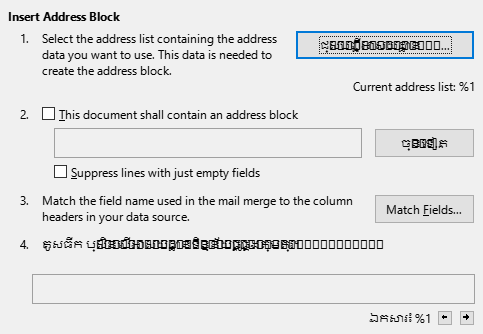 Insert Address Block
1. Select the address list containing the address
data you want to use. This data is needed to
create the address block.
Current address list: %1
2. This document shall contain an address block
Suppress lines with just empty fields
3. Match the field name used in the mail merge to the column
headers in your data source.
Match Fields...
4.
ឯកសារ៖ %1